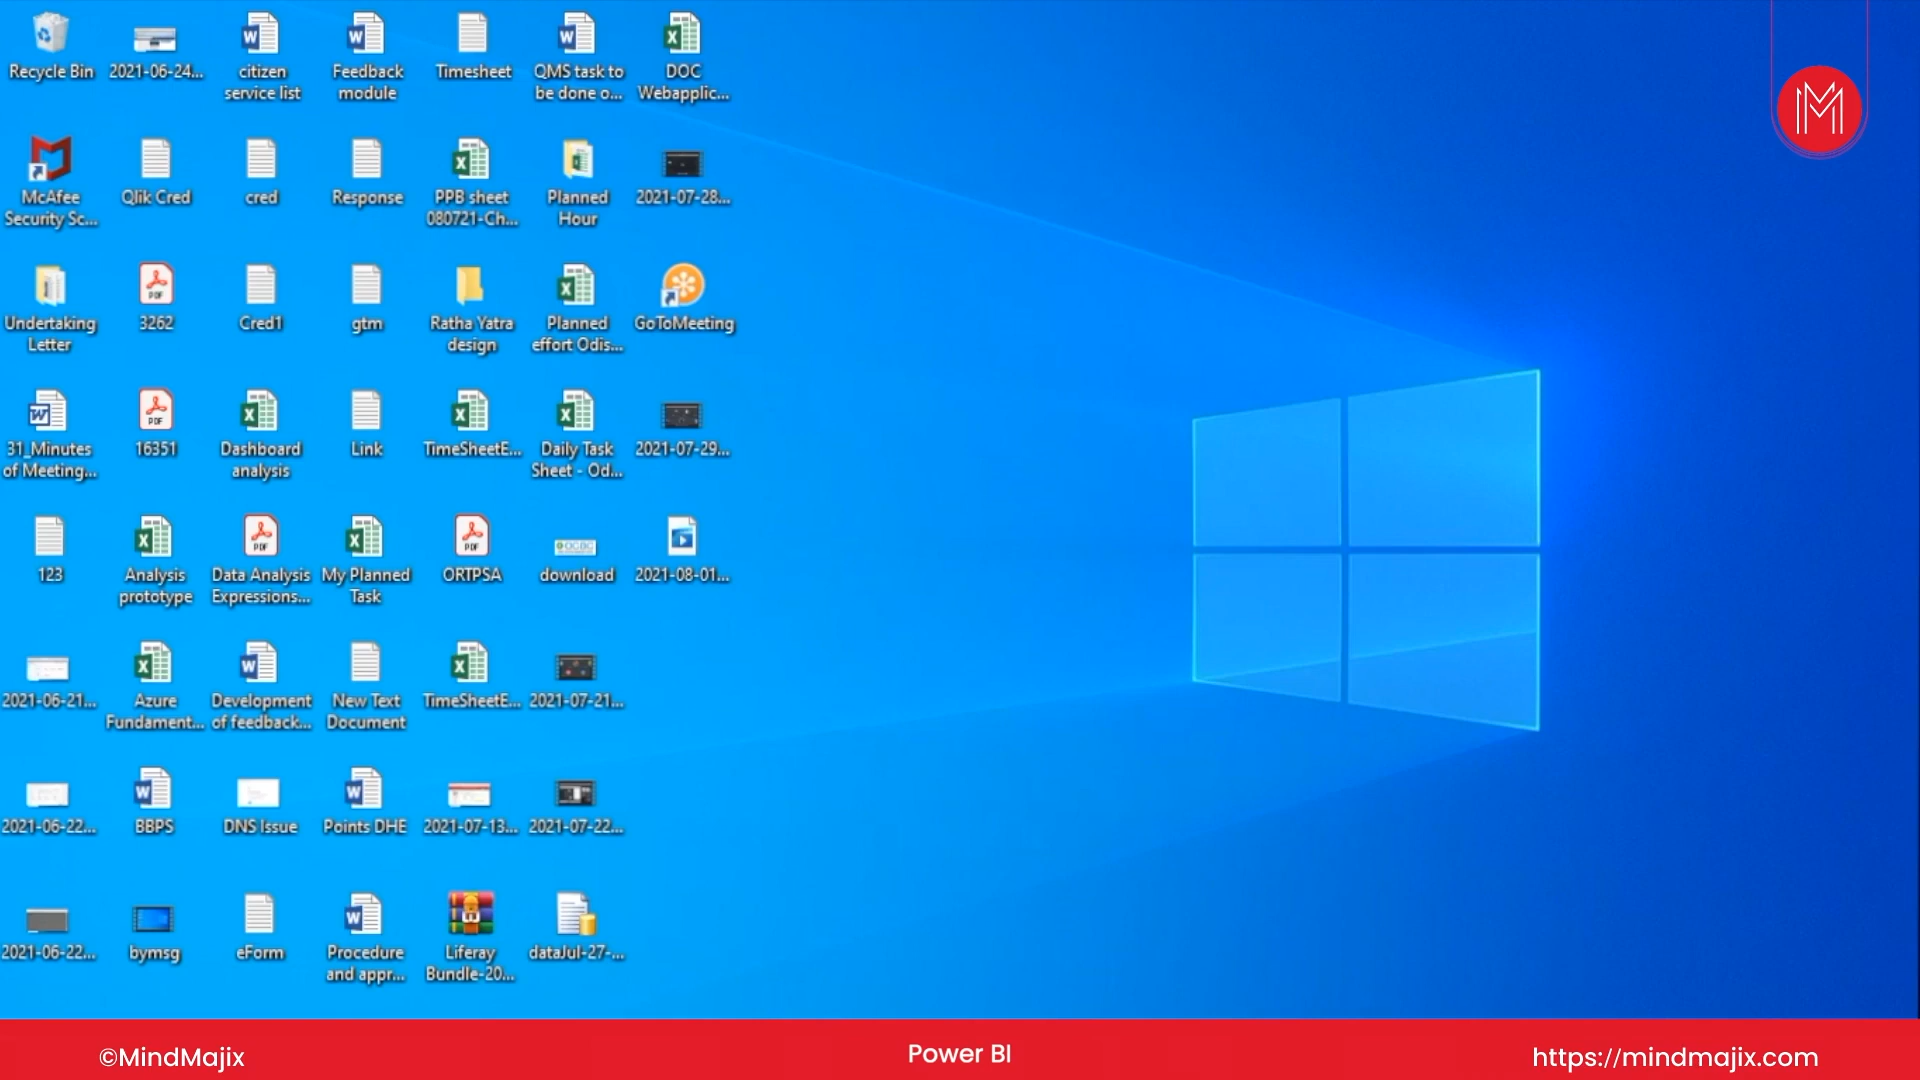 Recycle Bin
2021-06-24...
citizen
service list
Feedback
module
Timesheet
QMS task to
be done o...
DOC
Webapplic...
McAfee
Security Sc...
Qlik Cred
cred
Response
PPB sheet
080721-Ch...
Planned
Hour
2021-07-28...
Undertaking
Letter
PDF
3262
Cred1
gtm
Ratha Yatra
design
Planned
effort Odis...
GoToMeeting
31_Minutes
of Meeting...
PDF
16351
Dashboard
analysis
Link
TimeSheetE...
Daily Task
Sheet - Od...
2021-07-29...
123
Analysis
prototype
PDF
Data Analysis
Expressions...
My Planned
Task
PDF
ORTPSA
OCBC
download
2021-08-01...
2021-06-21...
Azure
Fundament...
Development
of feedback...
New Text
Document
TimeSheetE...
2021-07-21...
2021-06-22...
BBPS
DNS Issue
Points DHE
2021-07-13...
2021-07-22...
2021-06-22...
bymsg
eForm
Procedure
and appr...
Liferay
Bundle-20...
dataJul-27-...
©MindMajix
Power BI
https://mindmajix.com